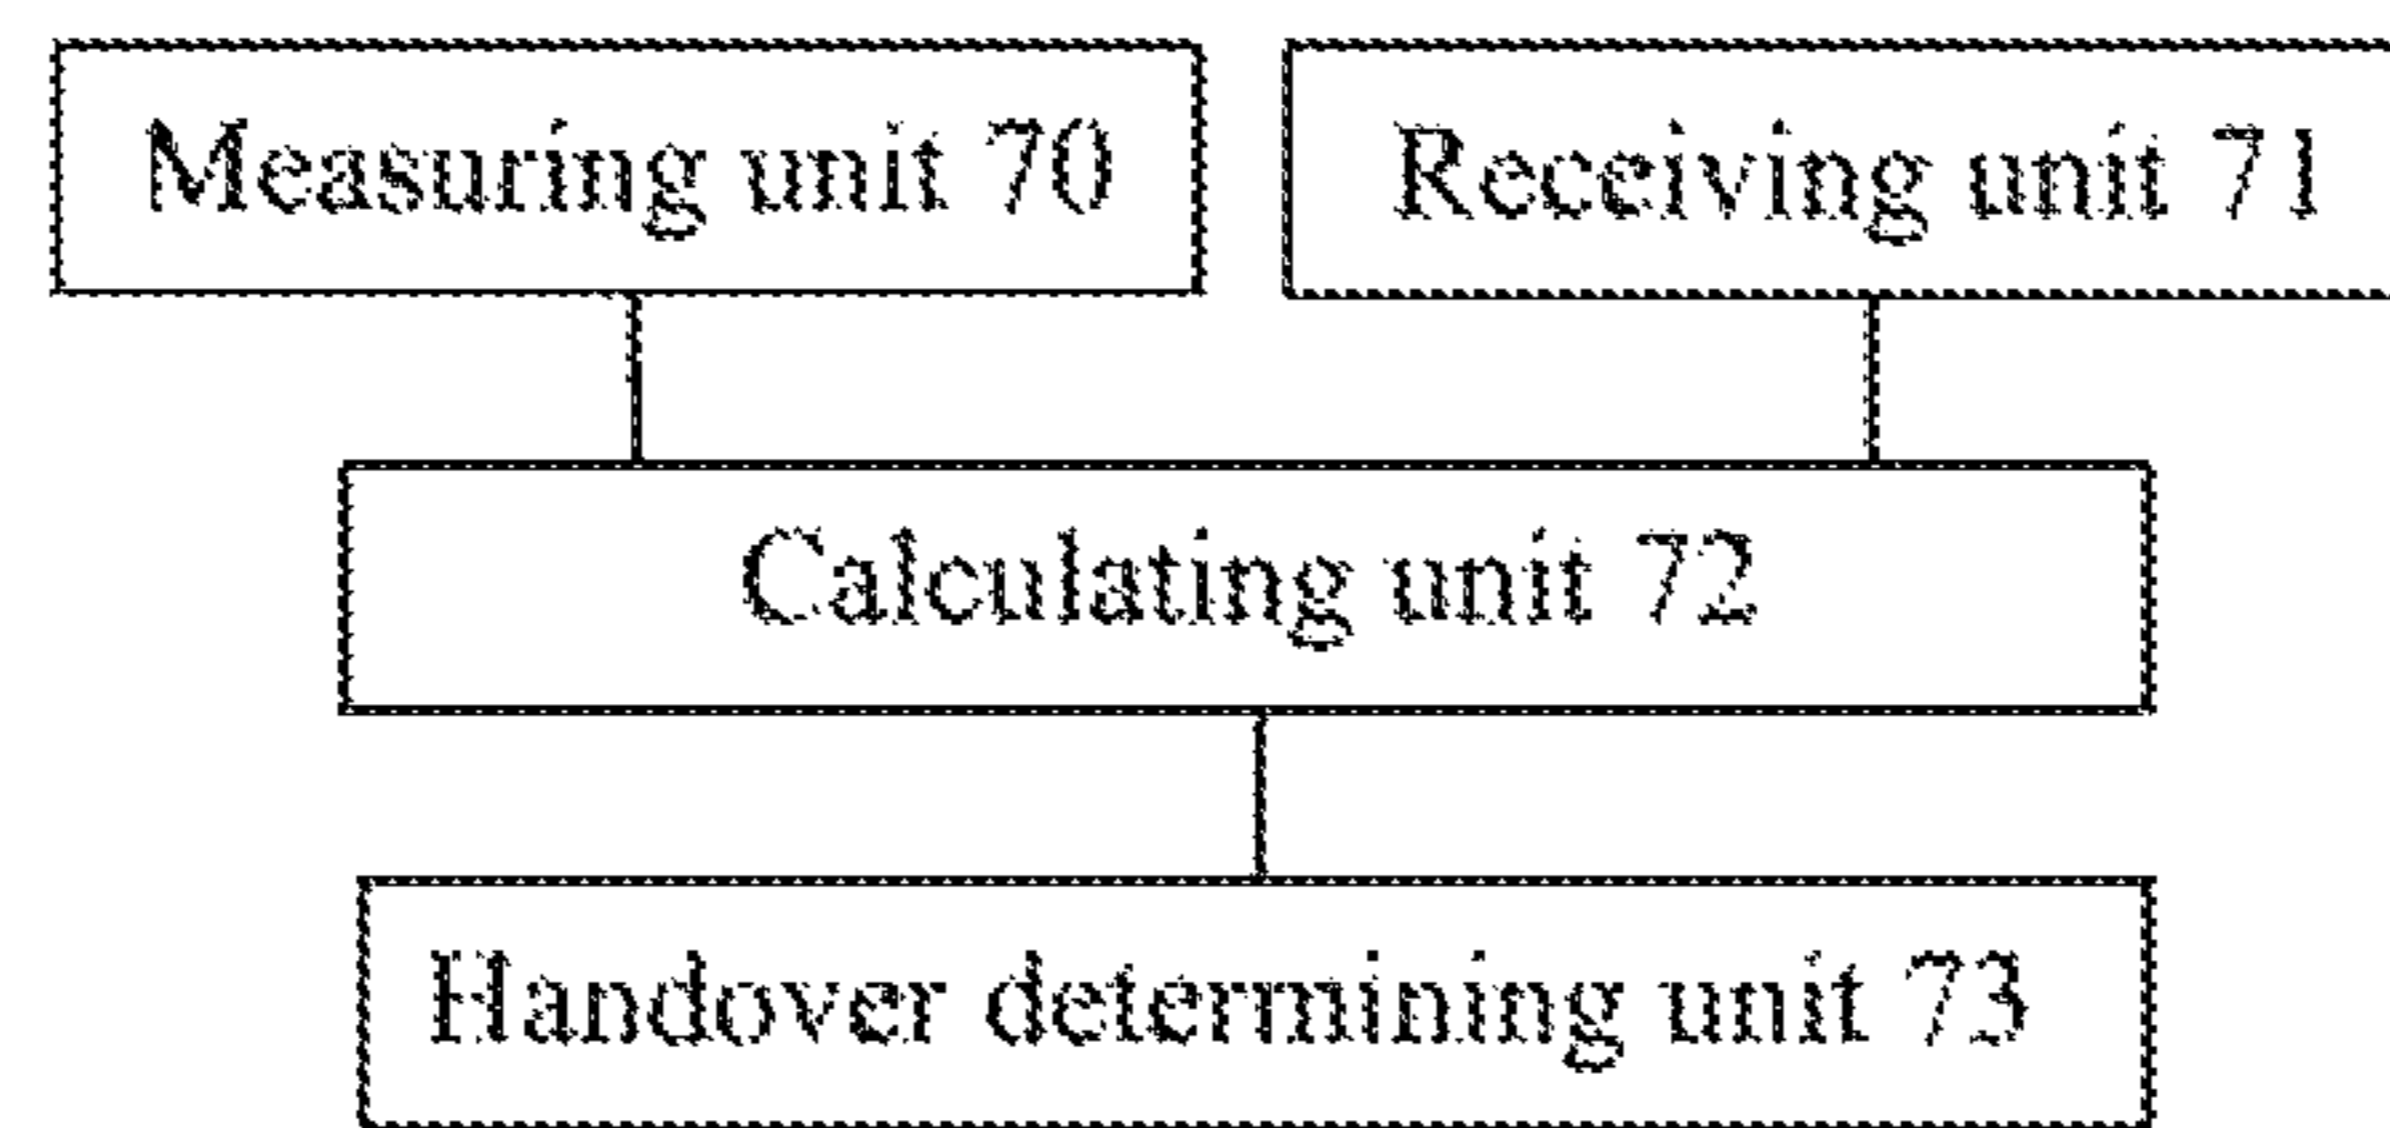 Measuring unit 70
Receiving unit 71
Calculating unit 72
Handover determining unit 73